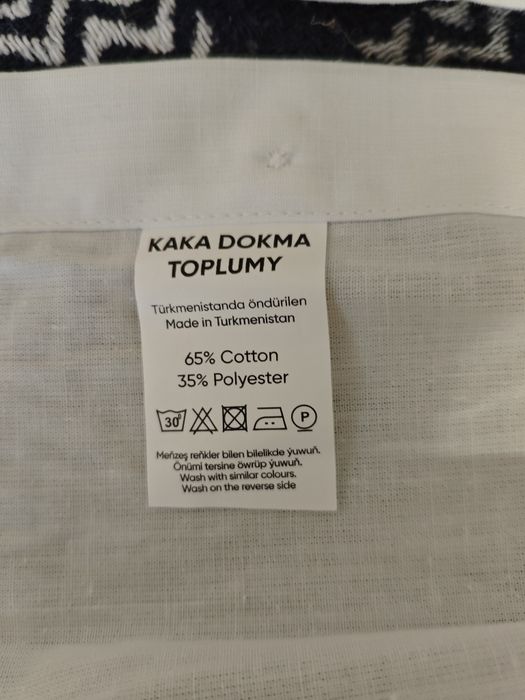 KAKA DOKMA
TOPLUMY
Türkmenistanda öndürilen
Made in Turkmenistan
65% Cotton
35% Polyester
30° P
Meňzeş reňkler bilen bilelikde ýuwuň.
Önümi tersine öwrüp ýuwuň.
Wash with similar colours.
Wash on the reverse side